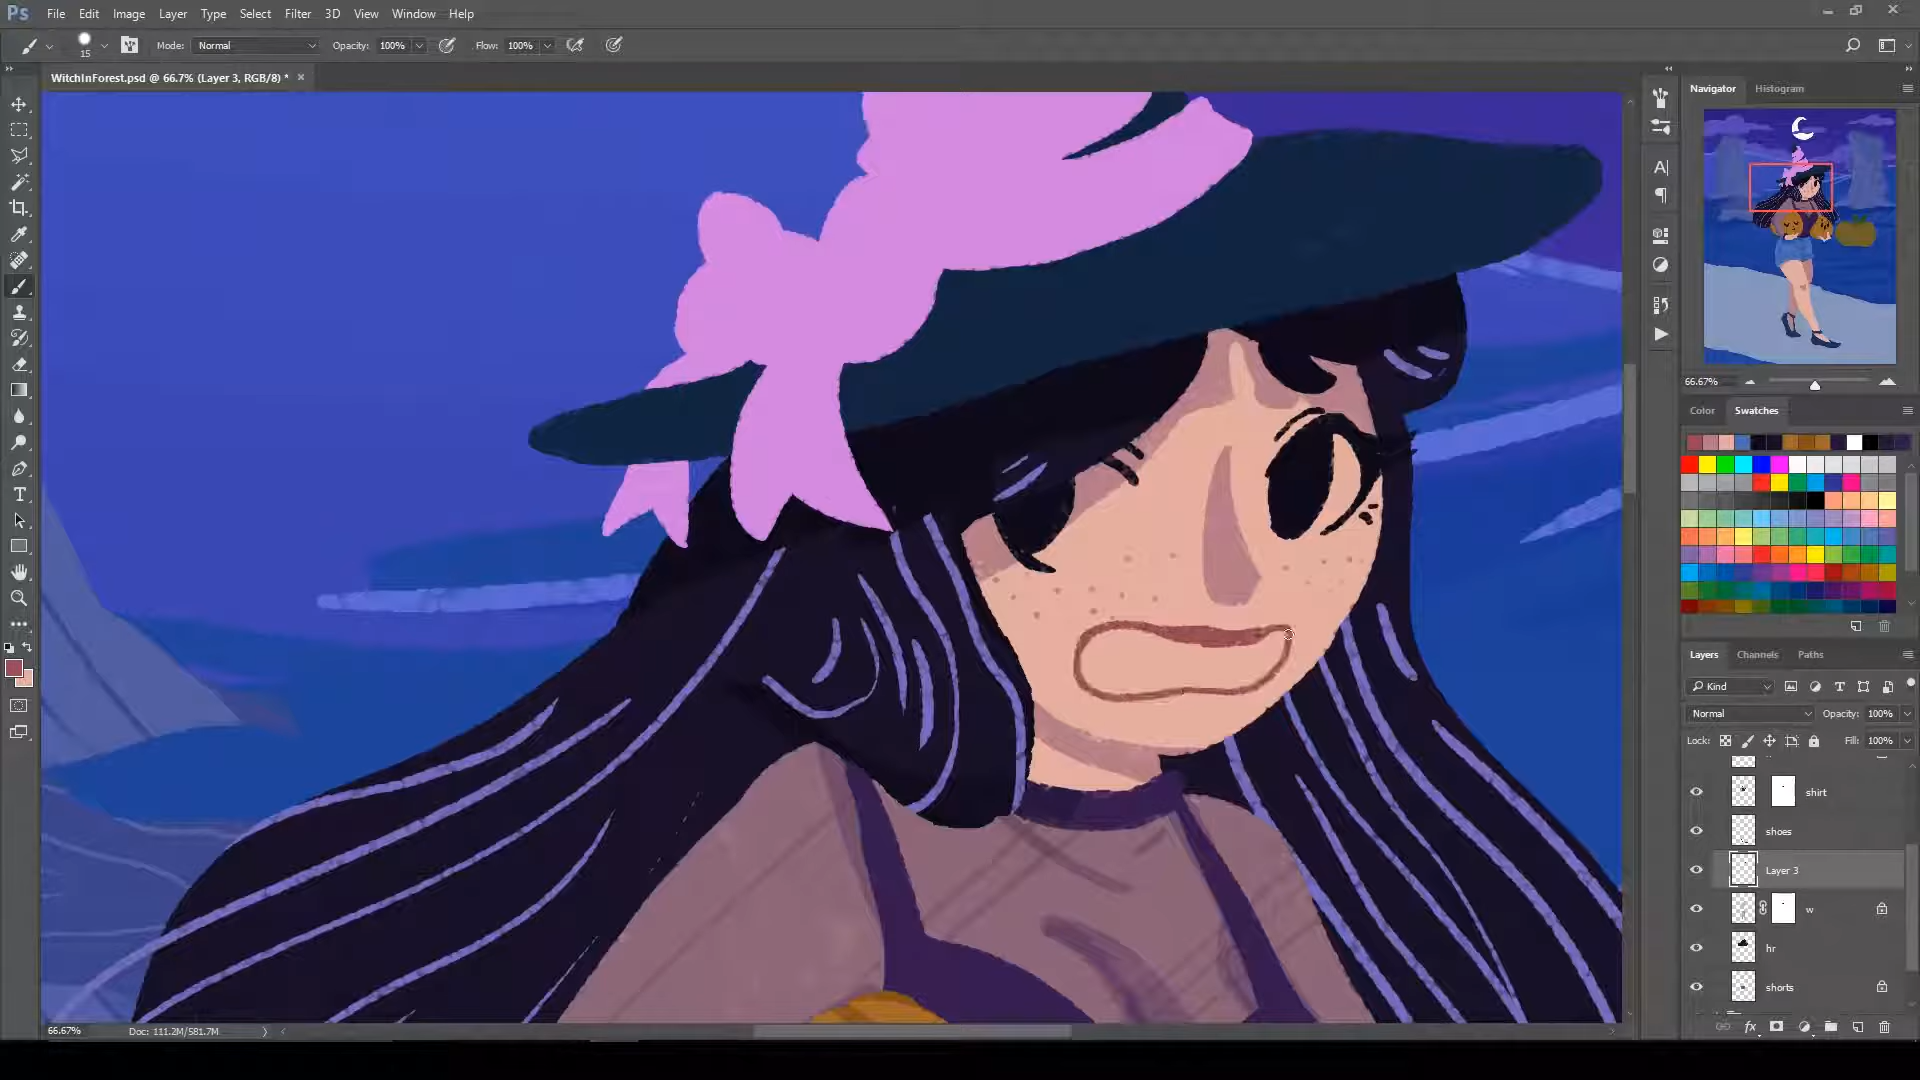 Ps File Edit Image Layer Type Select Filter 3D View Window Help
15 Mode: Normal Opacity: 100% Flow: 100%
WitchInForest.psd @ 66.7% (Layer 3, RGB/8) * ×
Navigator Histogram
66.67%
Color Swatches
Layers Channels Paths
Kind
Normal Opacity: 100%
Lock: Fill: 100%
shirt
shoes
Layer 3
w
hr
shorts
66.67% Doc: 111.2M/581.7M